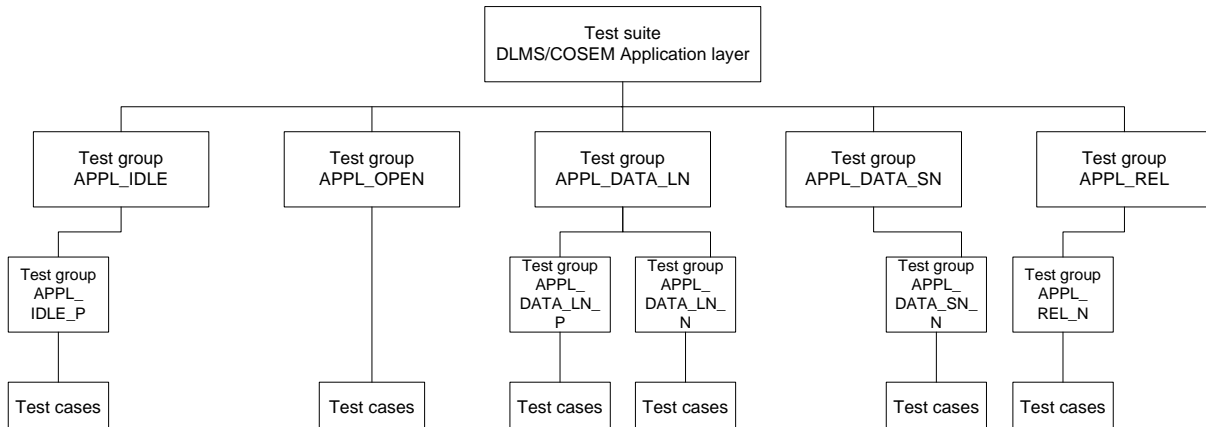 Test suite
DLMS/COSEM Application layer
Test group
APPL_IDLE
Test group
APPL_OPEN
Test group
APPL_DATA_LN
Test group
APPL_DATA_SN
Test group
APPL_REL
Test group
APPL_
IDLE_P
Test group
APPL_
DATA_LN_
P
Test group
APPL_
DATA_LN_
N
Test group
APPL_
DATA_SN_
N
Test group
APPL_
REL_N
Test cases
Test cases
Test cases
Test cases
Test cases
Test cases